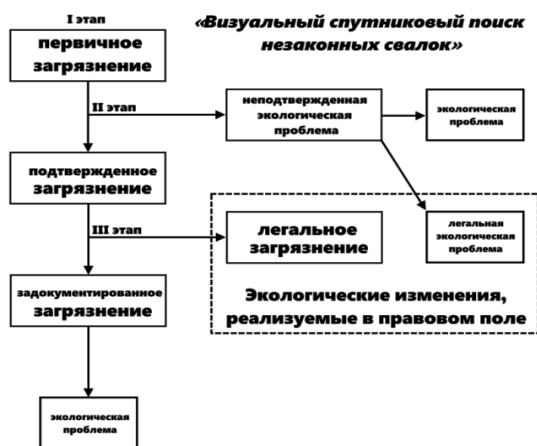 I этап
«Визуальный спутниковый поиск
незаконных свалок»
первичное
загрязнение
II этап
неподтвержденная
экологическая
проблема
экологическая
проблема
подтвержденное
загрязнение
III этап
легальное
загрязнение
легальная
экологическая
проблема
задокументированное
загрязнение
Экологические изменения,
реализуемые в правовом поле
экологическая
проблема